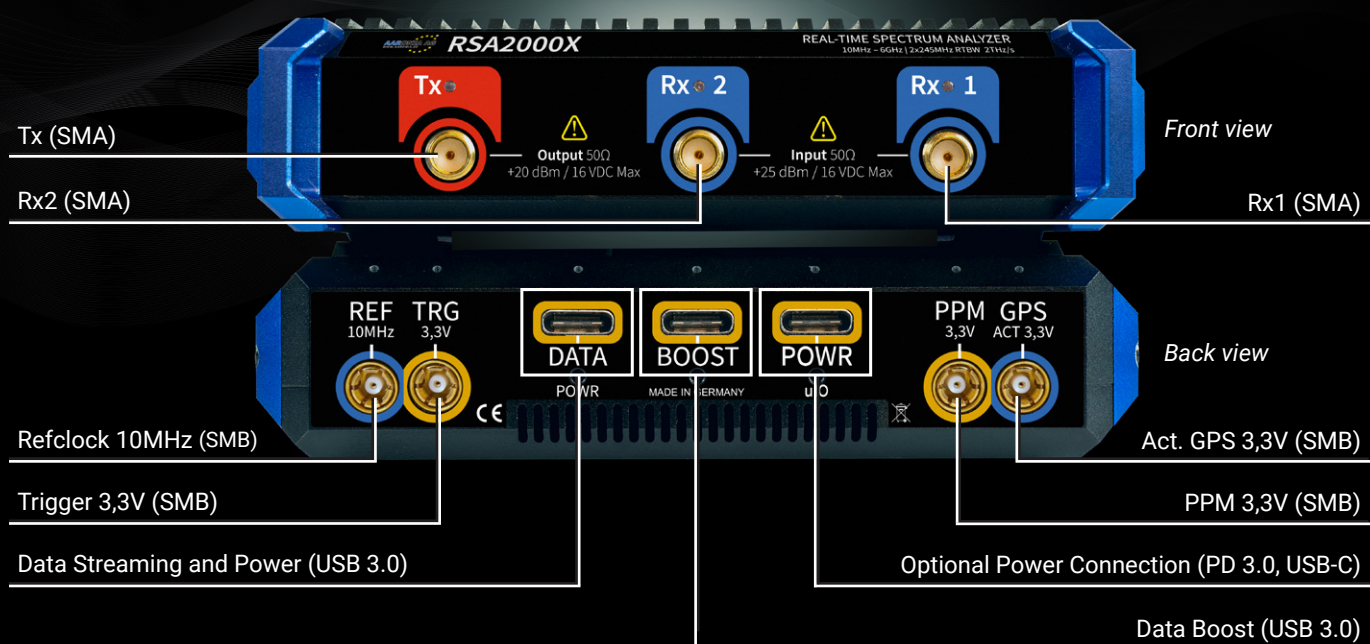 AARONIA AG
RSA2000X
REAL-TIME SPECTRUM ANALYZER
10MHz – 6GHz | 2x245MHz RTBW 2THz/s
Tx
Rx 2
Rx 1
Output 50Ω
+20 dBm / 16 VDC Max
Input 50Ω
+25 dBm / 16 VDC Max
Tx (SMA)
Front view
Rx2 (SMA)
Rx1 (SMA)
REF
10MHz
TRG
3,3V
DATA
BOOST
POWR
PPM
3,3V
GPS
ACT 3,3V
Back view
POWR
MADE IN GERMANY
CE
Refclock 10MHz (SMB)
Act. GPS 3,3V (SMB)
Trigger 3,3V (SMB)
PPM 3,3V (SMB)
Data Streaming and Power (USB 3.0)
Optional Power Connection (PD 3.0, USB-C)
Data Boost (USB 3.0)